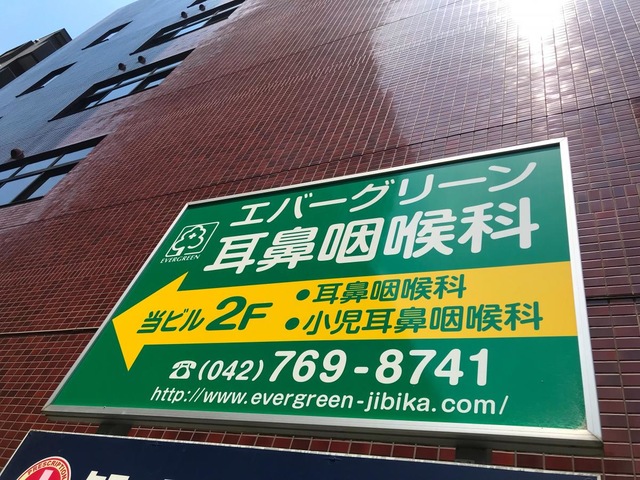 エバーグリーン
EVERGREEN
耳鼻咽喉科
当ビル2F
●耳鼻咽喉科
●小児耳鼻咽喉科
☎(042)769-8741
http://www.evergreen-jibika.com/
PRESCRIPTION